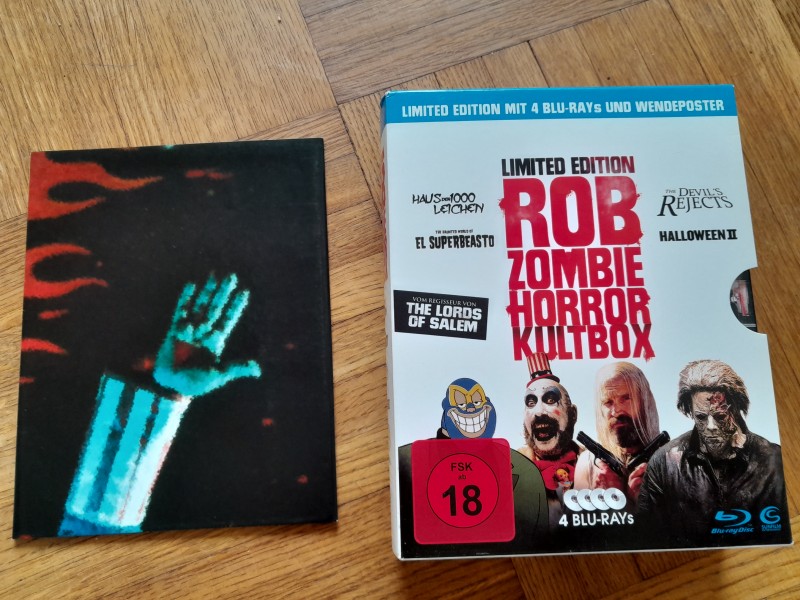 LIMITED EDITION MIT 4 BLU-RAYs UND WENDEPOSTER
LIMITED EDITION
ROB
ZOMBIE
HORROR
KULTBOX
HAUS DER 1000
LEICHEN
THE HAUNTED WORLD OF
EL SUPERBEASTO
THE DEVIL'S
REJECTS
HALLOWEEN II
VOM REGISSEUR VON
THE LORDS
OF SALEM
FSK
ab
18
4 BLU-RAYs
Blu-ray Disc
SUNFILM